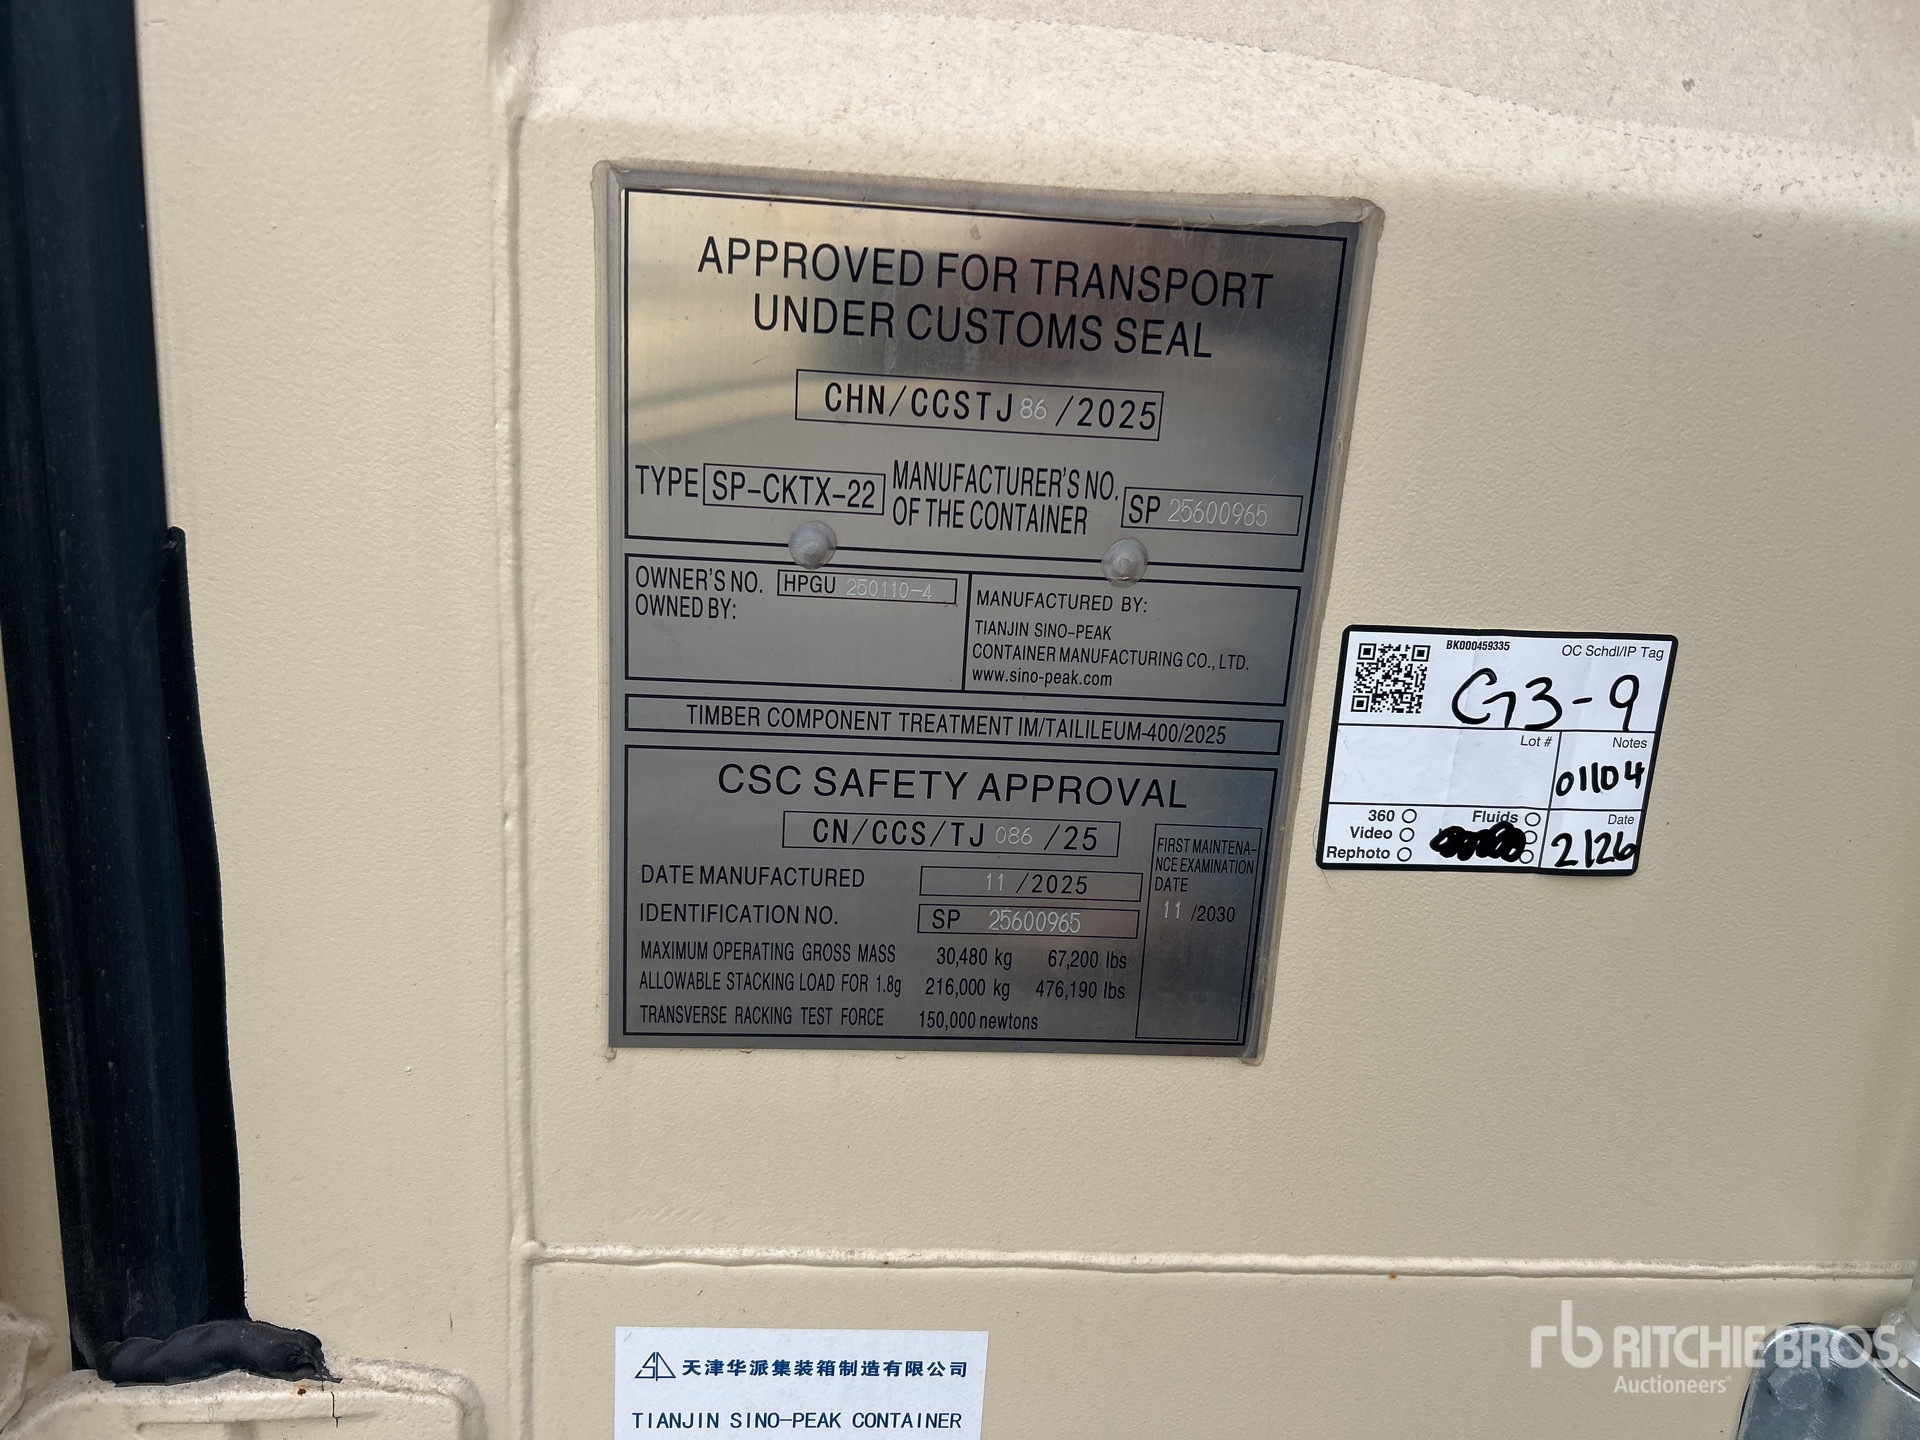 APPROVED FOR TRANSPORT
UNDER CUSTOMS SEAL
CHN/CCSTJ 86 /2025
TYPE SP-CKTX-22 MANUFACTURER'S NO. OF THE CONTAINER SP 25600965
OWNER'S NO. HPGU 250110-4
OWNED BY:
MANUFACTURED BY:
TIANJIN SINO-PEAK
CONTAINER MANUFACTURING CO., LTD.
www.sino-peak.com
TIMBER COMPONENT TREATMENT IM/TAILILEUM-400/2025
CSC SAFETY APPROVAL
CN/CCS/TJ 086 /25
DATE MANUFACTURED 11 /2025
IDENTIFICATION NO. SP 25600965
MAXIMUM OPERATING GROSS MASS 30,480 kg 67,200 lbs
ALLOWABLE STACKING LOAD FOR 1.8g 216,000 kg 476,190 lbs
TRANSVERSE RACKING TEST FORCE 150,000 newtons
FIRST MAINTENA-
NCE EXAMINATION
DATE
11 /2030
BK000459335 OC Schdl/IP Tag
G3-9
Lot # Notes
01104
360 Fluids Date
Video
Rephoto 2/26
天津华派集装箱制造有限公司
TIANJIN SINO-PEAK CONTAINER
rb RITCHIE BROS.
Auctioneers